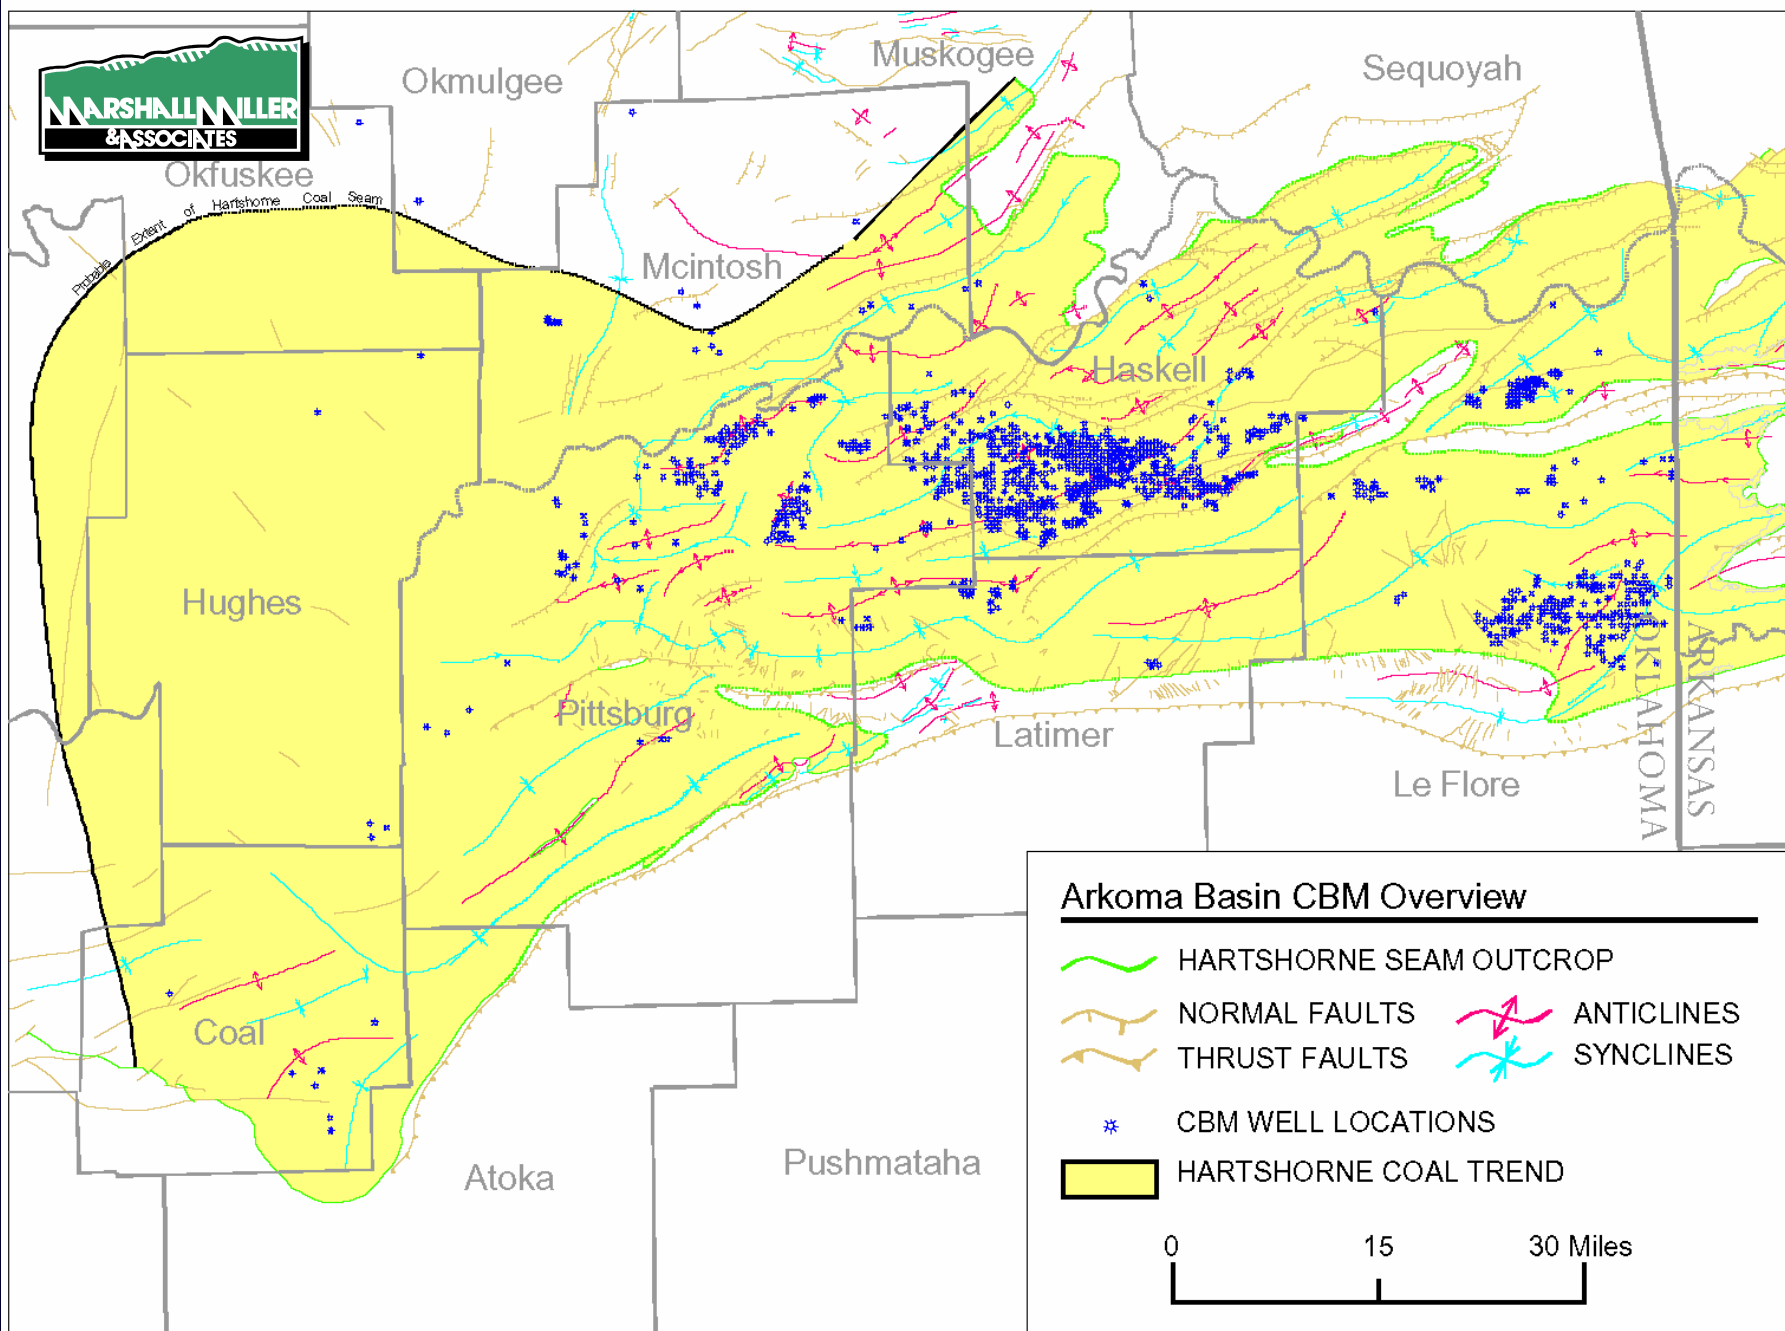 MARSHALL MILLER
& ASSOCIATES
Okmulgee
Muskogee
Sequoyah
Okfuskee
Probable Extent of Hartshorne Coal Seam
Mcintosh
Haskell
Hughes
Pittsburg
Latimer
Le Flore
OKLAHOMA
ARKANSAS
Coal
Atoka
Pushmataha
Arkoma Basin CBM Overview
HARTSHORNE SEAM OUTCROP
NORMAL FAULTS
ANTICLINES
THRUST FAULTS
SYNCLINES
CBM WELL LOCATIONS
HARTSHORNE COAL TREND
0 15 30 Miles